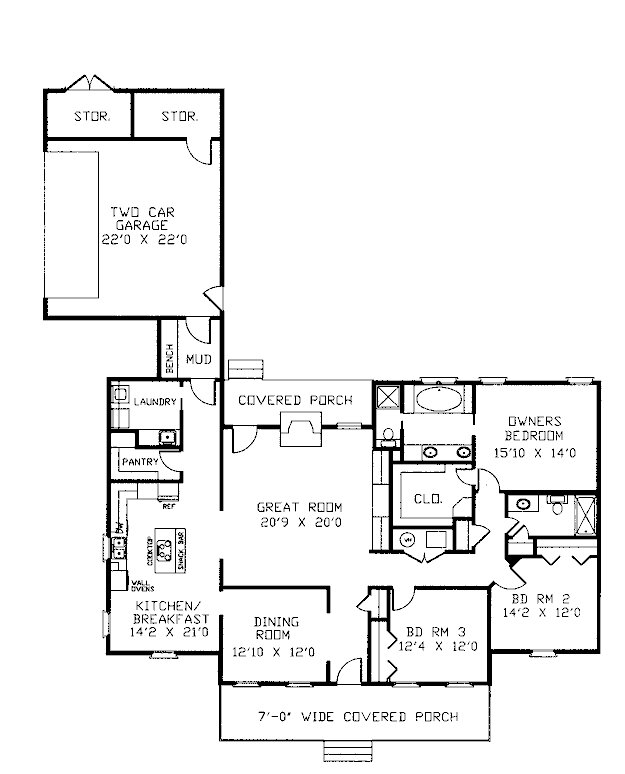 STOR.
STOR.
TWO CAR
GARAGE
22'0 X 22'0
BENCH
MUD
LAUNDRY
COVERED PORCH
OWNERS
BEDROOM
15'10 X 14'0
PANTRY
CLO.
REF
GREAT ROOM
20'9 X 20'0
DW
COOKTOP
SNACK BAR
WALL
OVENS
KITCHEN/
BREAKFAST
14'2 X 21'0
DINING
ROOM
12'10 X 12'0
BD RM 3
12'4 X 12'0
BD RM 2
14'2 X 12'0
7'-0" WIDE COVERED PORCH